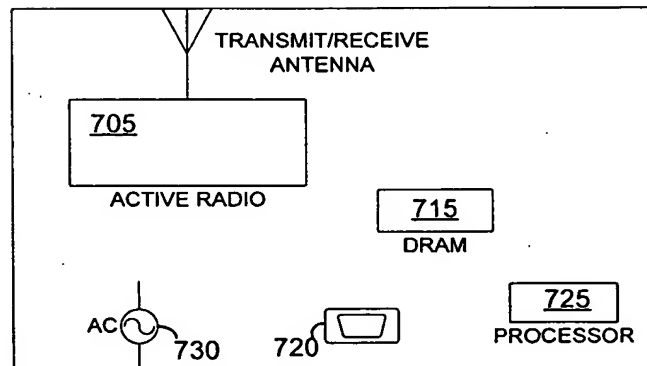 TRANSMIT/RECEIVE
ANTENNA
705
ACTIVE RADIO
715
DRAM
AC
730
720
725
PROCESSOR